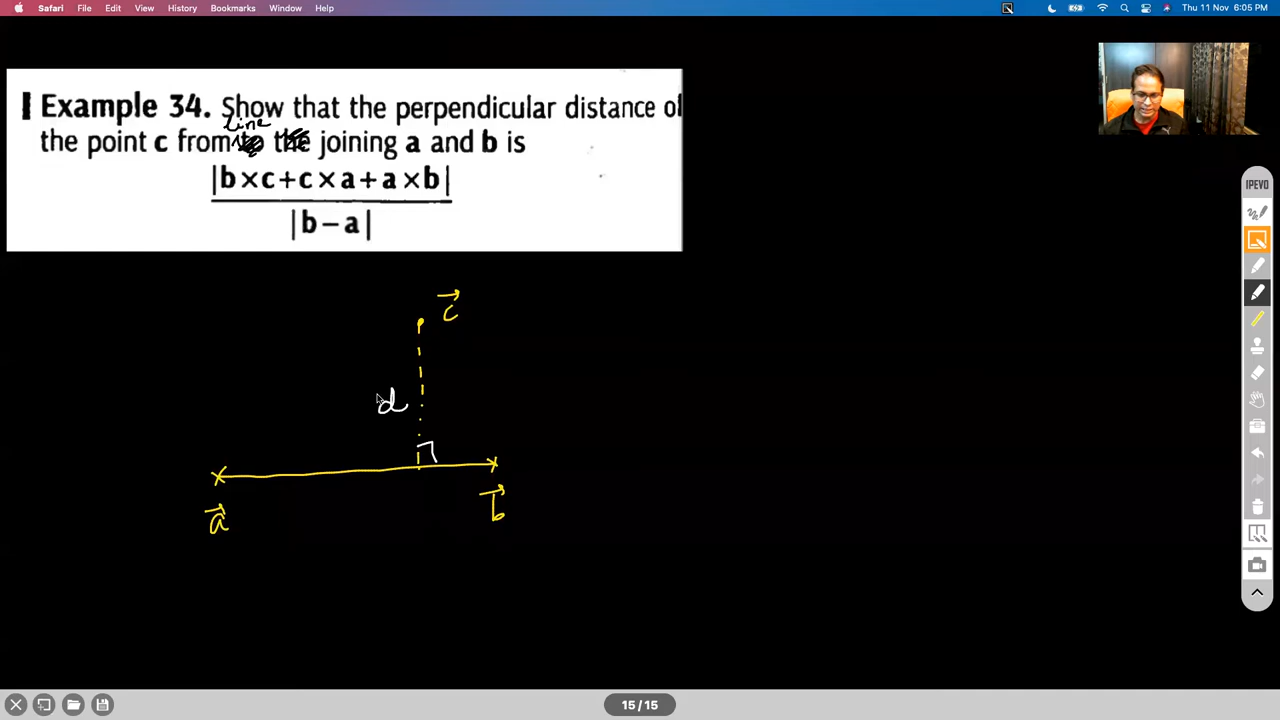 Safari File Edit View History Bookmarks Window Help Thu 11 Nov 6:05 PM
Example 34. Show that the perpendicular distance of
line
the point c from joining a and b is
|b×c+c×a+a×b|
|b−a|
IPEVO
c
d
a
b
15/15